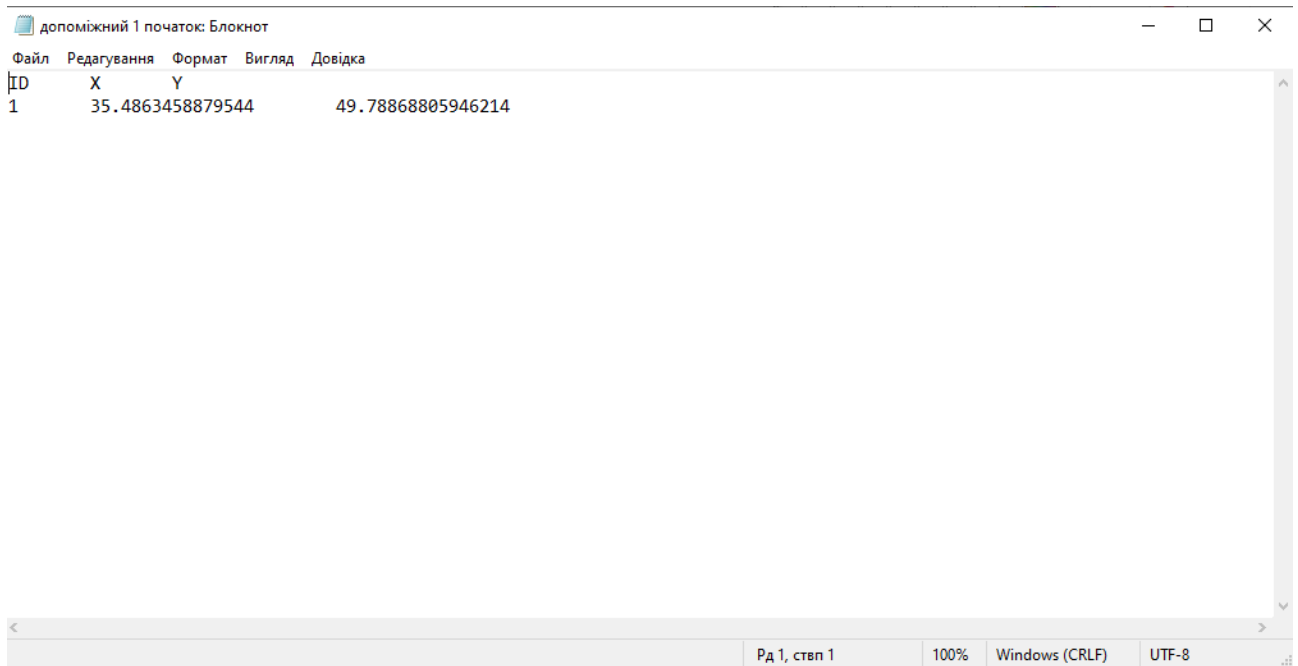 допоміжний 1 початок: Блокнот
Файл Редагування Формат Вигляд Довідка
ID X Y
1 35.4863458879544 49.78868805946214
Рд 1, ствп 1 100% Windows (CRLF) UTF-8